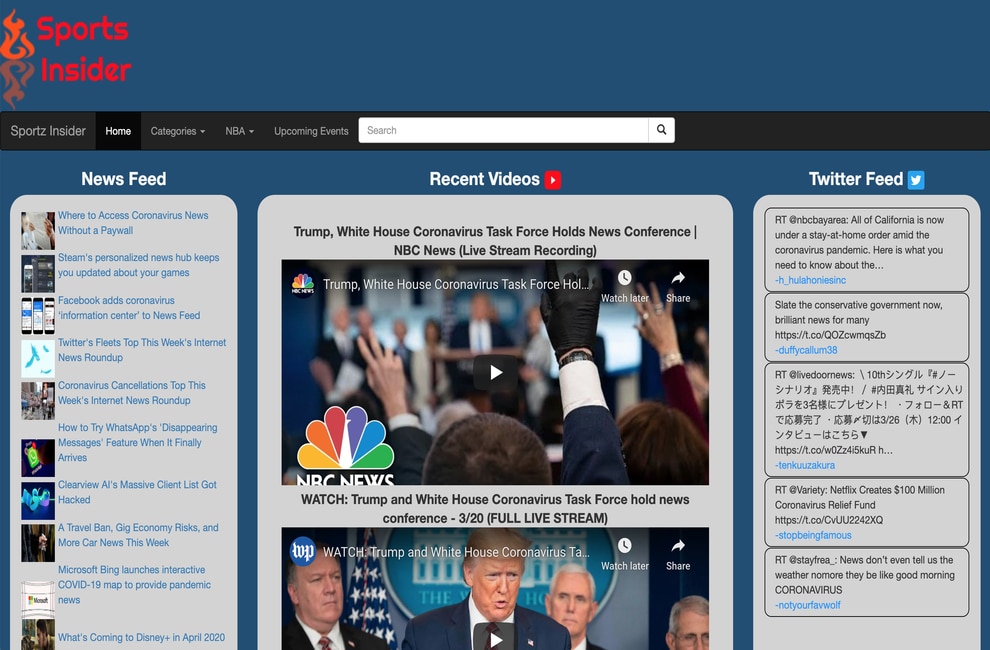 Sports
Insider
Sportz Insider
Home
Categories
NBA
Upcoming Events
Search
News Feed
Where to Access Coronavirus News
Without a Paywall
Steam's personalized news hub keeps
you updated about your games
Facebook adds coronavirus
‘information center’ to News Feed
Twitter's Fleets Top This Week's Internet
News Roundup
Coronavirus Cancellations Top This
Week's Internet News Roundup
How to Try WhatsApp's 'Disappearing
Messages' Feature When It Finally
Arrives
Clearview AI's Massive Client List Got
Hacked
A Travel Ban, Gig Economy Risks, and
More Car News This Week
Microsoft Bing launches interactive
COVID-19 map to provide pandemic
news
Microsoft
What's Coming to Disney+ in April 2020
Recent Videos
Trump, White House Coronavirus Task Force Holds News Conference |
NBC News (Live Stream Recording)
NBC NEWS
Trump, White House Coronavirus Task Force Hol...
Watch later
Share
NBC NEWS
WATCH: Trump and White House Coronavirus Task Force hold news
conference - 3/20 (FULL LIVE STREAM)
wp
WATCH: Trump and White House Coronavirus Ta...
Watch later
Share
Twitter Feed
RT @nbcbayarea: All of California is now
under a stay-at-home order amid the
coronavirus pandemic. Here is what you
need to know about the…
-h_hulahoniesinc
Slate the conservative government now,
brilliant news for many
https://t.co/QOZcwmqsZb
-duffycallum38
RT @livedoornews: \ 10thシングル『#ノー
シナリオ』発売中! / #内田真礼 サイン入り
ポラを3名様にプレゼント! ・フォロー＆RT
で応募完了 ・応募〆切は3/26（木）12:00 イ
ンタビューはこちら▼
https://t.co/w0Zz4i5kuR h…
-tenkuuzakura
RT @Variety: Netflix Creates $100 Million
Coronavirus Relief Fund
https://t.co/CvUU2242XQ
-stopbeingfamous
RT @stayfrea_: News don’t even tell us the
weather nomore they be like good morning
CORONAVIRUS
-notyourfavwolf